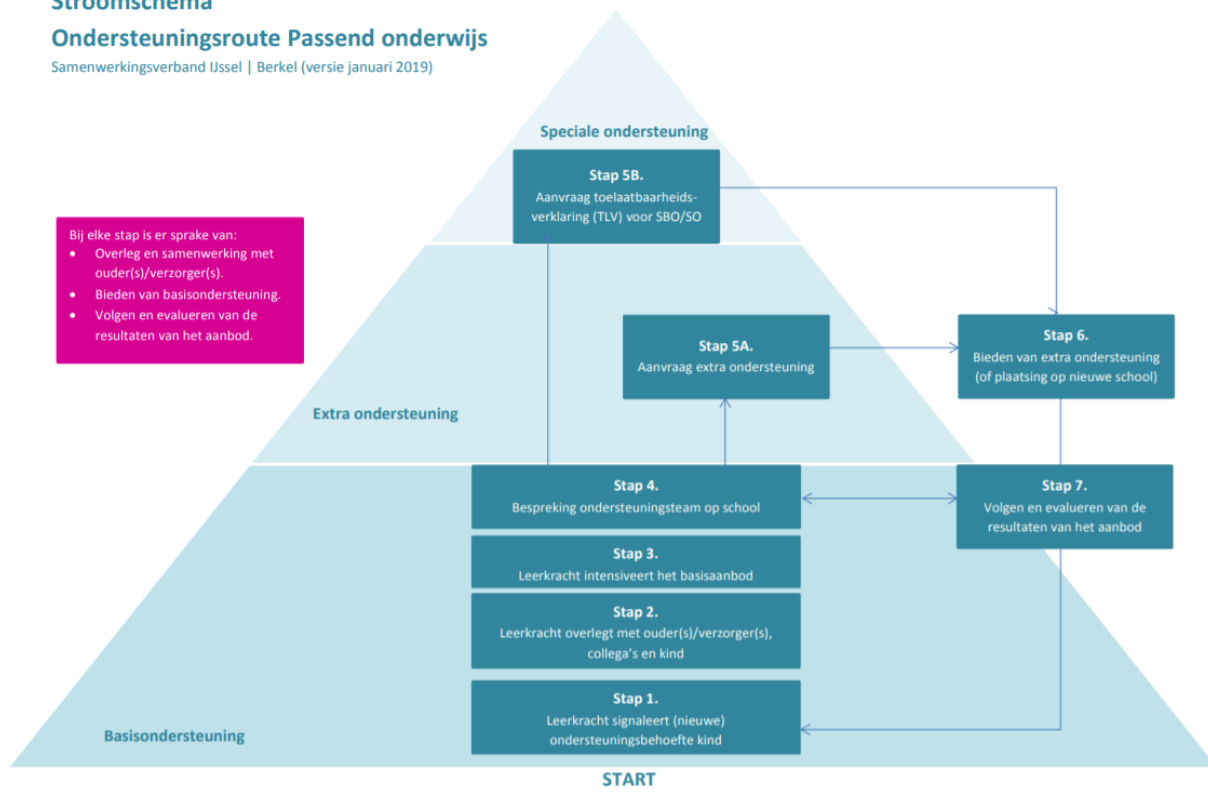 Stroomschema
Ondersteuningsroute Passend onderwijs
Samenwerkingsverband IJssel | Berkel (versie januari 2019)
Speciale ondersteuning
Stap 5B.
Aanvraag toelaatbaarheids-
verklaring (TLV) voor SBO/SO
Bij elke stap is er sprake van:
• Overleg en samenwerking met
ouder(s)/verzorger(s).
• Bieden van basisondersteuning.
• Volgen en evalueren van de
resultaten van het aanbod.
Stap 5A.
Aanvraag extra ondersteuning
Stap 6.
Bieden van extra ondersteuning
(of plaatsing op nieuwe school)
Extra ondersteuning
Stap 4.
Bespreking ondersteuningsteam op school
Stap 7.
Volgen en evalueren van de
resultaten van het aanbod
Stap 3.
Leerkracht intensiveert het basisaanbod
Stap 2.
Leerkracht overlegt met ouder(s)/verzorger(s),
collega's en kind
Stap 1.
Leerkracht signaleert (nieuwe)
ondersteuningsbehoefte kind
Basisondersteuning
START